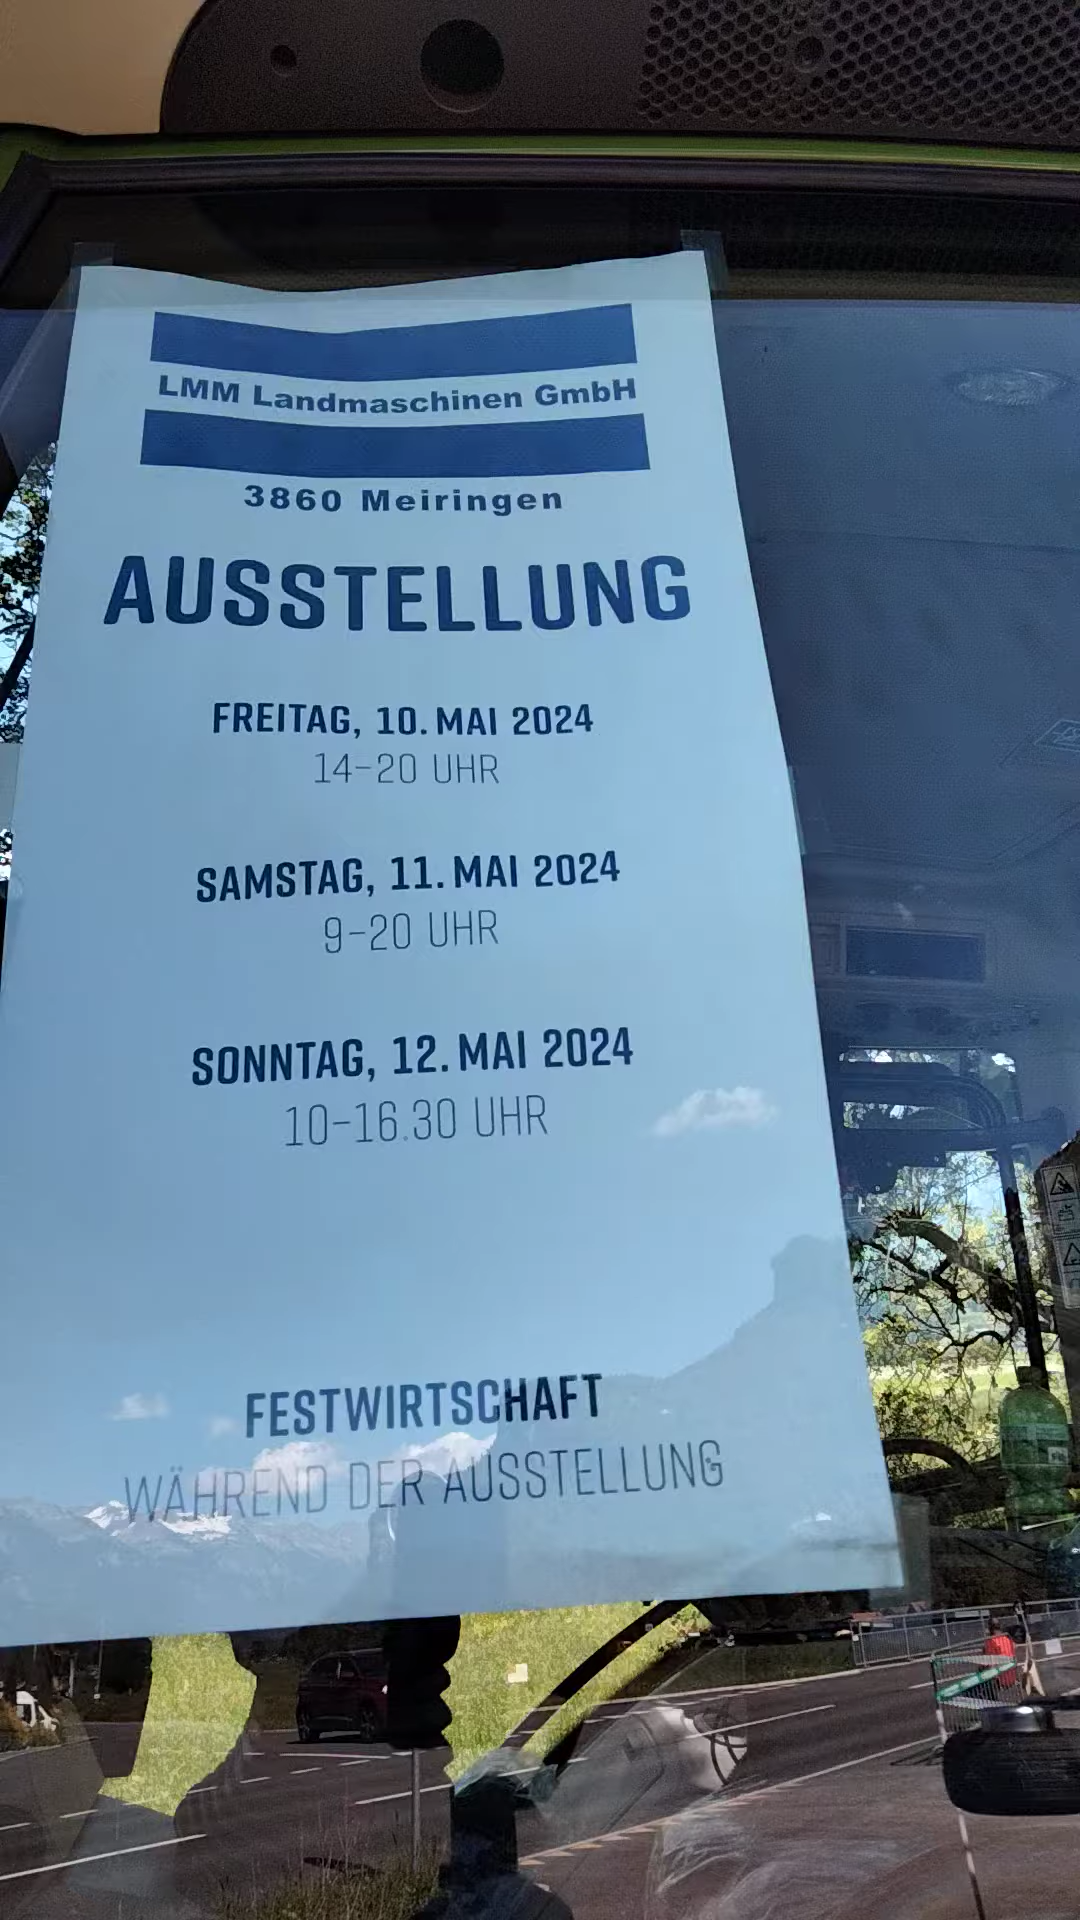 LMM Landmaschinen GmbH
3860 Meiringen
AUSSTELLUNG
FREITAG, 10. MAI 2024
14-20 UHR
SAMSTAG, 11. MAI 2024
9-20 UHR
SONNTAG, 12. MAI 2024
10-16.30 UHR
FESTWIRTSCHAFT
WÄHREND DER AUSSTELLUNG